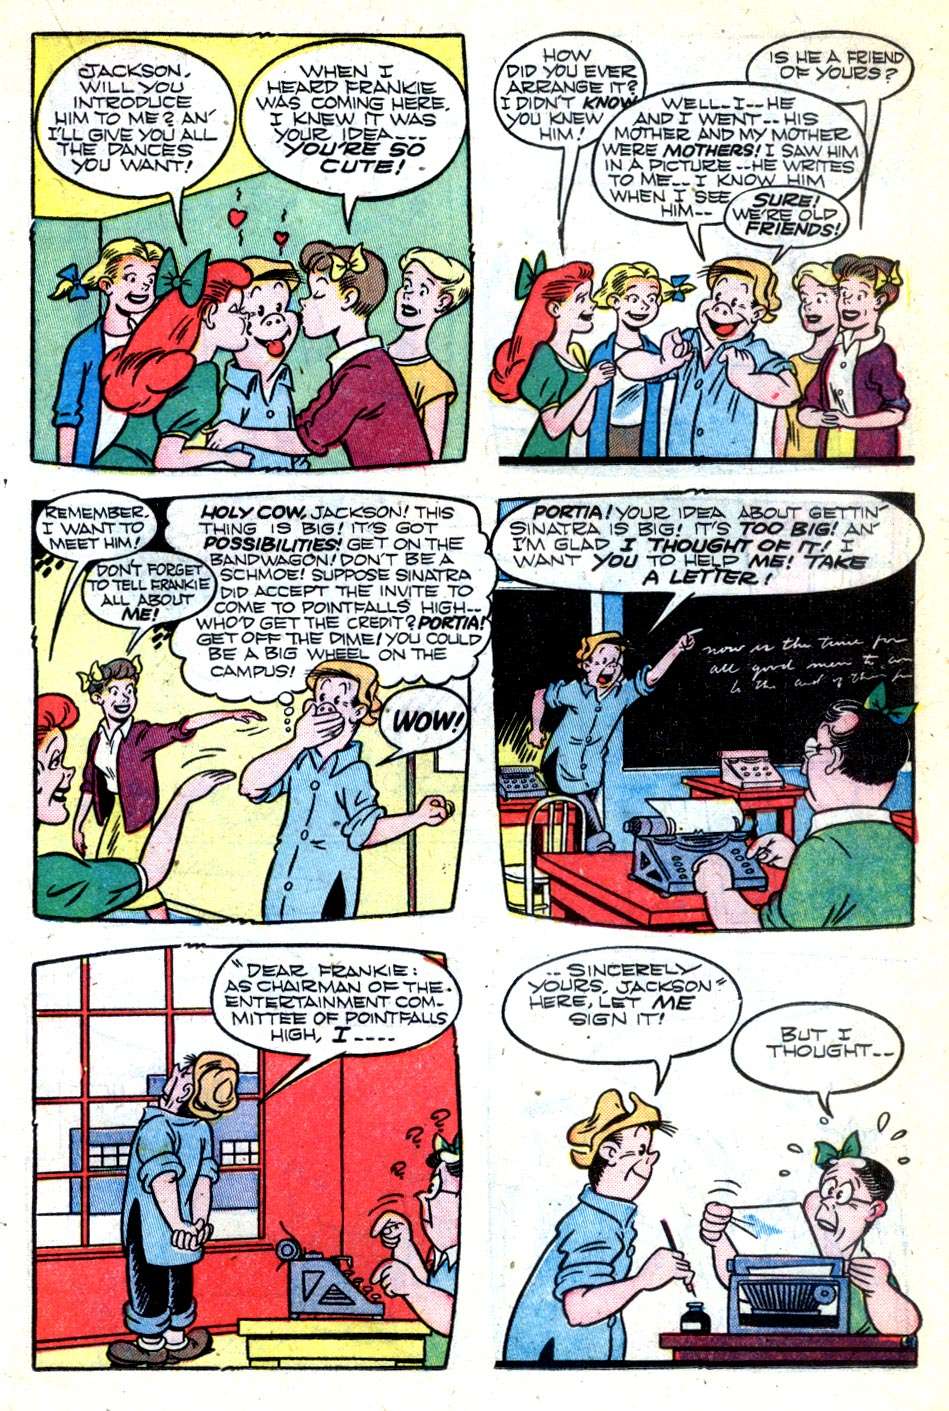 JACKSON,
WILL YOU
INTRODUCE
HIM TO ME? AN'
I'LL GIVE YOU ALL
THE DANCES
YOU WANT!
WHEN I
HEARD FRANKIE
WAS COMING HERE,
I KNEW IT WAS
YOUR IDEA---
YOU'RE SO
CUTE!
HOW
DID YOU EVER
ARRANGE IT?
I DIDN'T KNOW
YOU KNEW
HIM!
IS HE A FRIEND
OF YOURS?
WELL--I--HE
AND I WENT--HIS
MOTHER AND MY MOTHER
WERE MOTHERS! I SAW HIM
IN A PICTURE--HE WRITES
TO ME-- I KNOW HIM
WHEN I SEE
HIM--
SURE!
WE'RE OLD
FRIENDS!
REMEMBER,
I WANT TO
MEET HIM!
DON'T FORGET
TO TELL FRANKIE
ALL ABOUT
ME!
HOLY COW, JACKSON! THIS
THING IS BIG! IT'S GOT
POSSIBILITIES! GET ON THE
BANDWAGON! DON'T BE A
SCHMOE! SUPPOSE SINATRA
DID ACCEPT THE INVITE TO
COME TO POINTFALLS HIGH--
WHO'D GET THE CREDIT? PORTIA!
GET OFF THE DIME! YOU COULD
BE A BIG WHEEL ON THE
CAMPUS!
WOW!
PORTIA! YOUR IDEA ABOUT GETTIN'
SINATRA IS BIG! IT'S TOO BIG! AN'
I'M GLAD I THOUGHT OF IT! I
WANT YOU TO HELP ME! TAKE
A LETTER!
now is the time for
all good men to com
to the aid of their
"DEAR FRANKIE:
AS CHAIRMAN OF THE
ENTERTAINMENT COM-
MITTEE OF POINTFALLS
HIGH, I----
? ? ?
-- SINCERELY
YOURS, JACKSON"
HERE, LET ME
SIGN IT!
BUT I
THOUGHT--